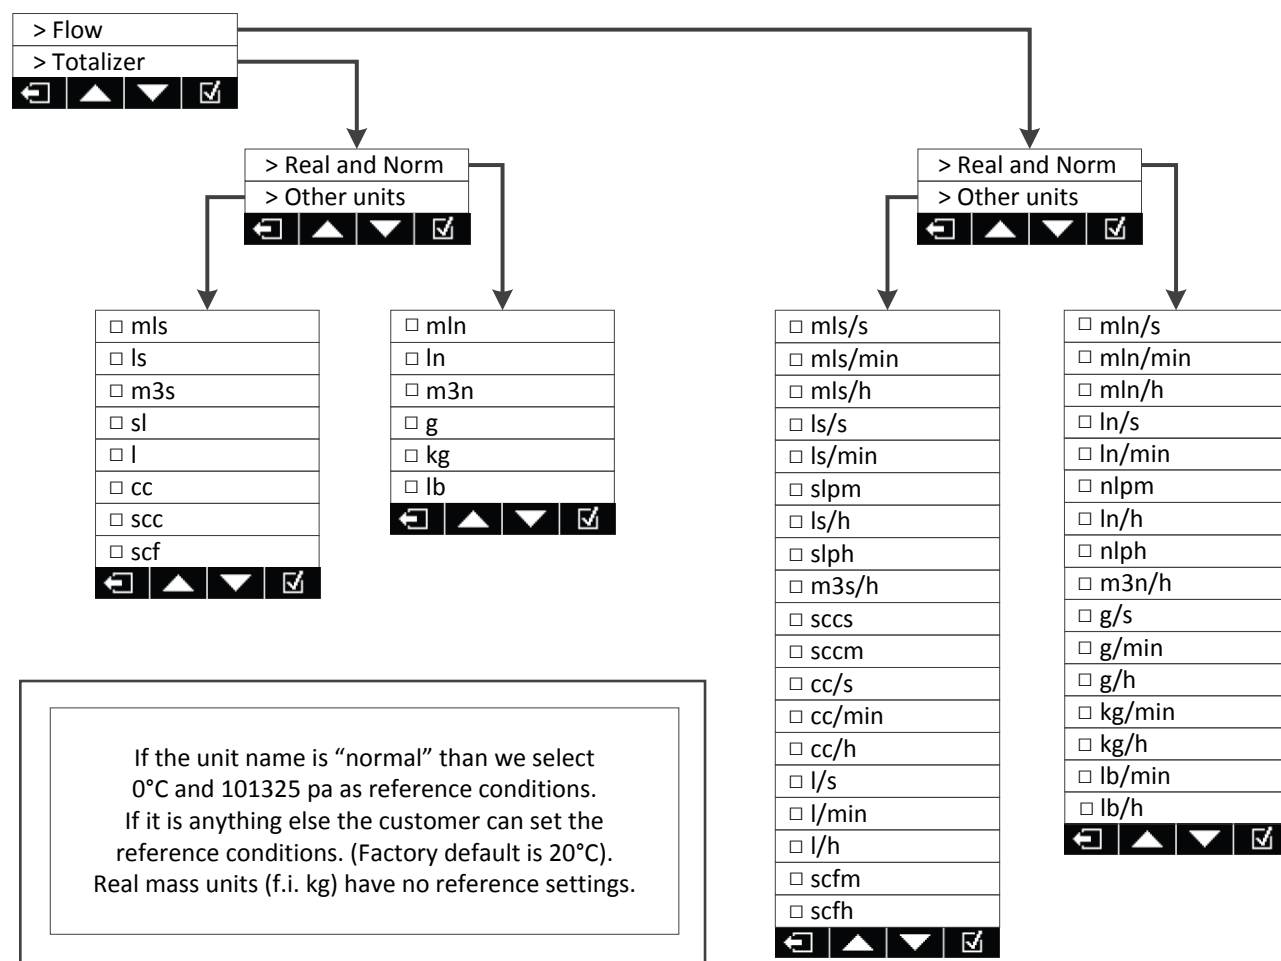 > Flow
> Totalizer
> Real and Norm
> Other units
> Real and Norm
> Other units
□ mls
□ ls
□ m3s
□ sl
□ l
□ cc
□ scc
□ scf
□ mln
□ ln
□ m3n
□ g
□ kg
□ lb
□ mls/s
□ mls/min
□ mls/h
□ ls/s
□ ls/min
□ slpm
□ ls/h
□ slph
□ m3s/h
□ sccs
□ sccm
□ cc/s
□ cc/min
□ cc/h
□ l/s
□ l/min
□ l/h
□ scfm
□ scfh
□ mln/s
□ mln/min
□ mln/h
□ ln/s
□ ln/min
□ nlpm
□ ln/h
□ nlph
□ m3n/h
□ g/s
□ g/min
□ g/h
□ kg/min
□ kg/h
□ lb/min
□ lb/h
If the unit name is “normal” than we select
0°C and 101325 pa as reference conditions.
If it is anything else the customer can set the
reference conditions. (Factory default is 20°C).
Real mass units (f.i. kg) have no reference settings.